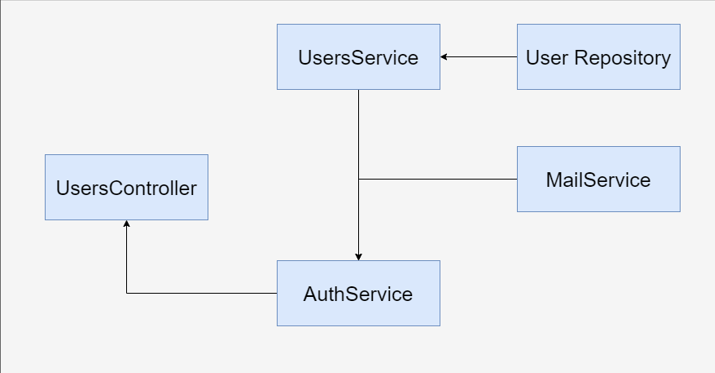 UsersService
User Repository
MailService
UsersController
AuthService